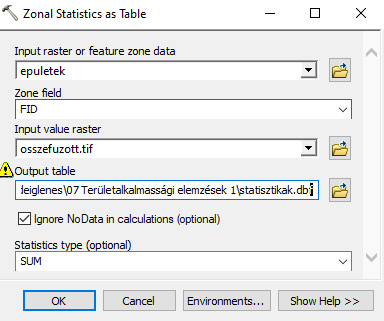 Zonal Statistics as Table
Input raster or feature zone data
epuletek
Zone field
FID
Input value raster
osszefuzott.tif
Output table
deiglenes\07 Területalkalmassági elemzések 1\statisztikak.dbf
Ignore NoData in calculations (optional)
Statistics type (optional)
SUM
OK
Cancel
Environments...
Show Help >>